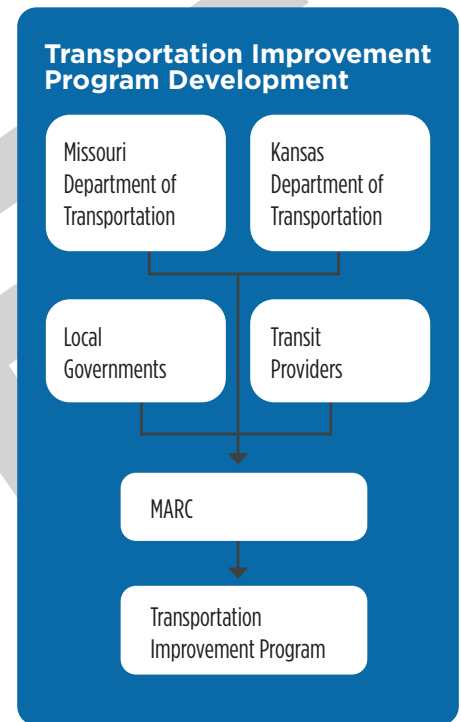 Transportation Improvement
Program Development
Missouri
Department of
Transportation
Kansas
Department of
Transportation
Local
Governments
Transit
Providers
MARC
Transportation
Improvement Program